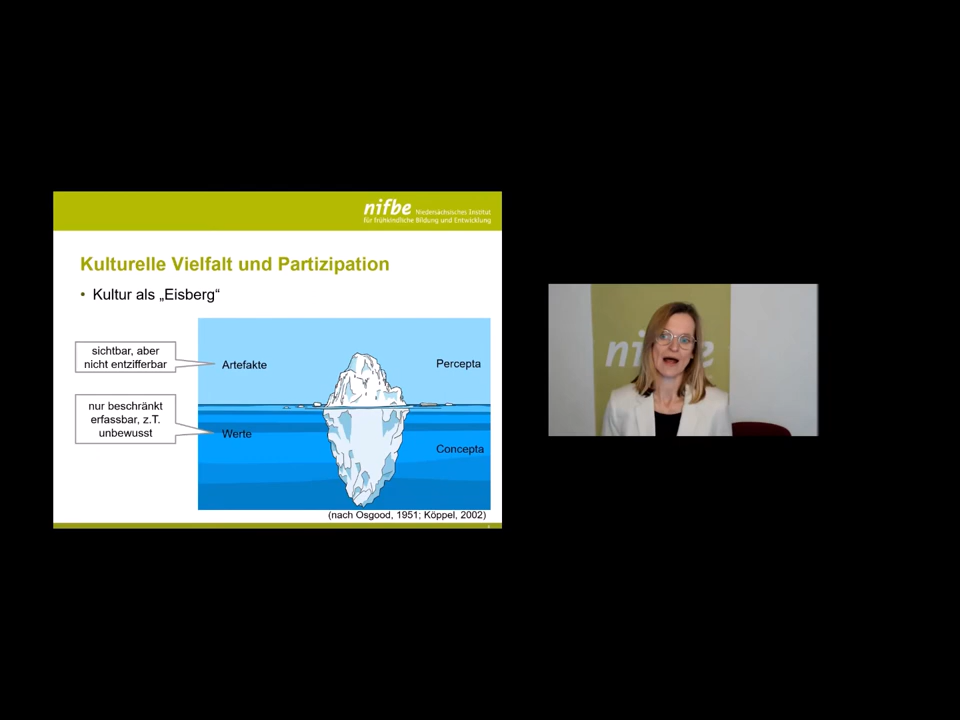 nifbe Niedersächsisches Institut
für frühkindliche Bildung und Entwicklung
Kulturelle Vielfalt und Partizipation
• Kultur als „Eisberg“
sichtbar, aber
nicht entzifferbar
Artefakte
Percepta
nur beschränkt
erfassbar, z.T.
unbewusst
Werte
Concepta
(nach Osgood, 1951; Köppel, 2002)
nifbe